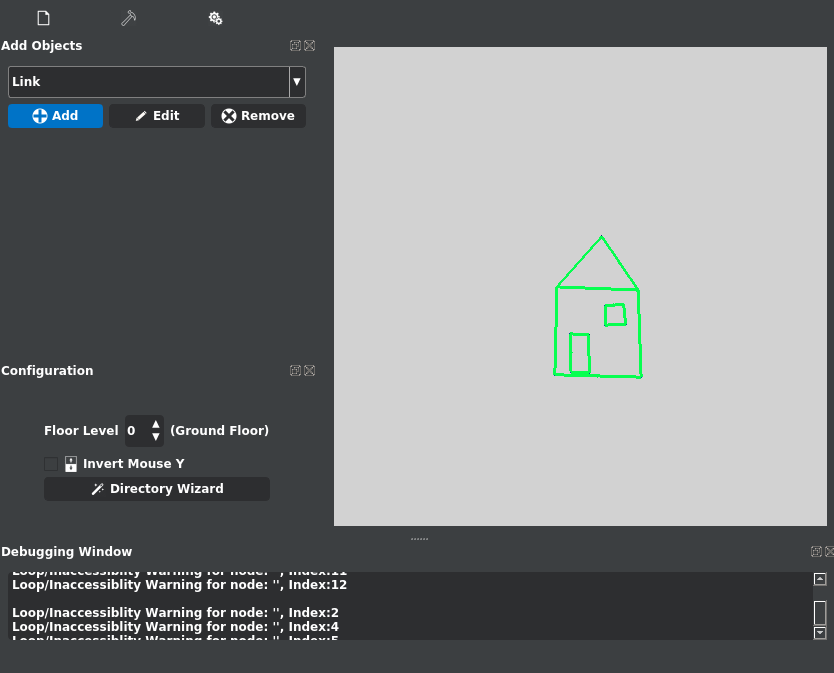 Add Objects
Link
Add
Edit
Remove
Configuration
Floor Level 0 (Ground Floor)
Invert Mouse Y
Directory Wizard
Debugging Window
Loop/Inaccessiblity Warning for node: '', Index:11
Loop/Inaccessiblity Warning for node: '', Index:12
Loop/Inaccessiblity Warning for node: '', Index:2
Loop/Inaccessiblity Warning for node: '', Index:4
Loop/Inaccessiblity Warning for node: '', Index:5